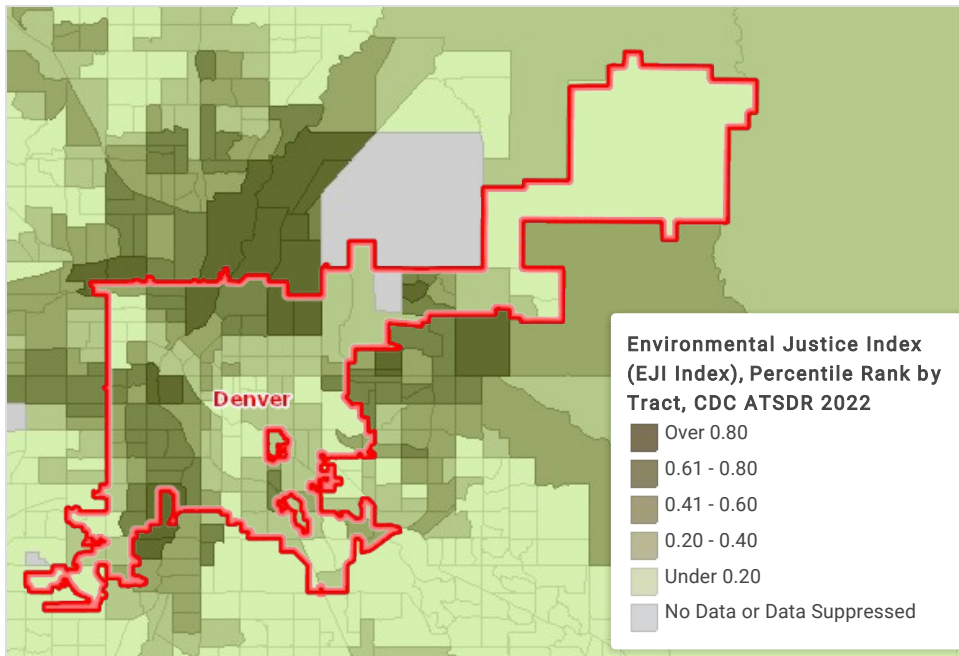 Denver
Environmental Justice Index
(EJI Index), Percentile Rank by
Tract, CDC ATSDR 2022
Over 0.80
0.61 - 0.80
0.41 - 0.60
0.20 - 0.40
Under 0.20
No Data or Data Suppressed